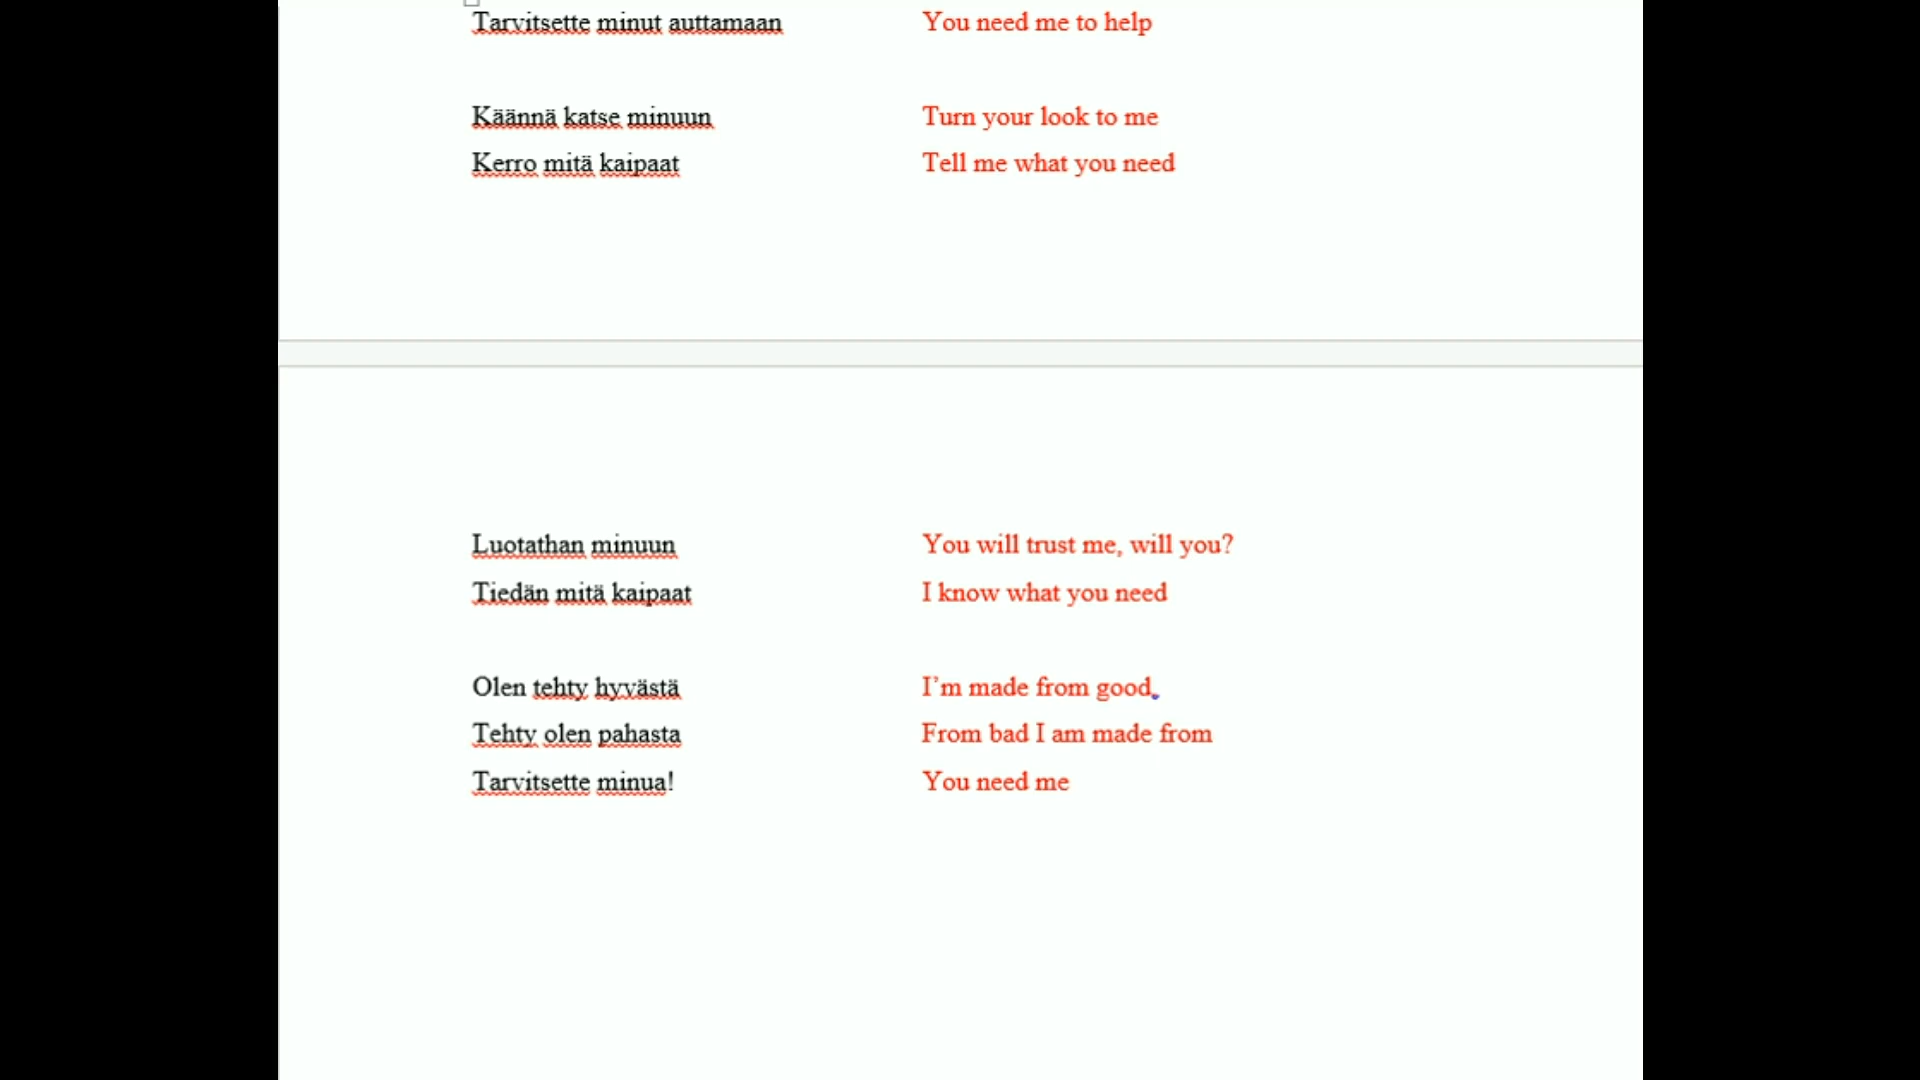 Tarvitsette minut auttamaan You need me to help
Käännä katse minuun Turn your look to me
Kerro mitä kaipaat Tell me what you need
Luotathan minuun You will trust me, will you?
Tiedän mitä kaipaat I know what you need
Olen tehty hyvästä I’m made from good
Tehty olen pahasta From bad I am made from
Tarvitsette minua! You need me